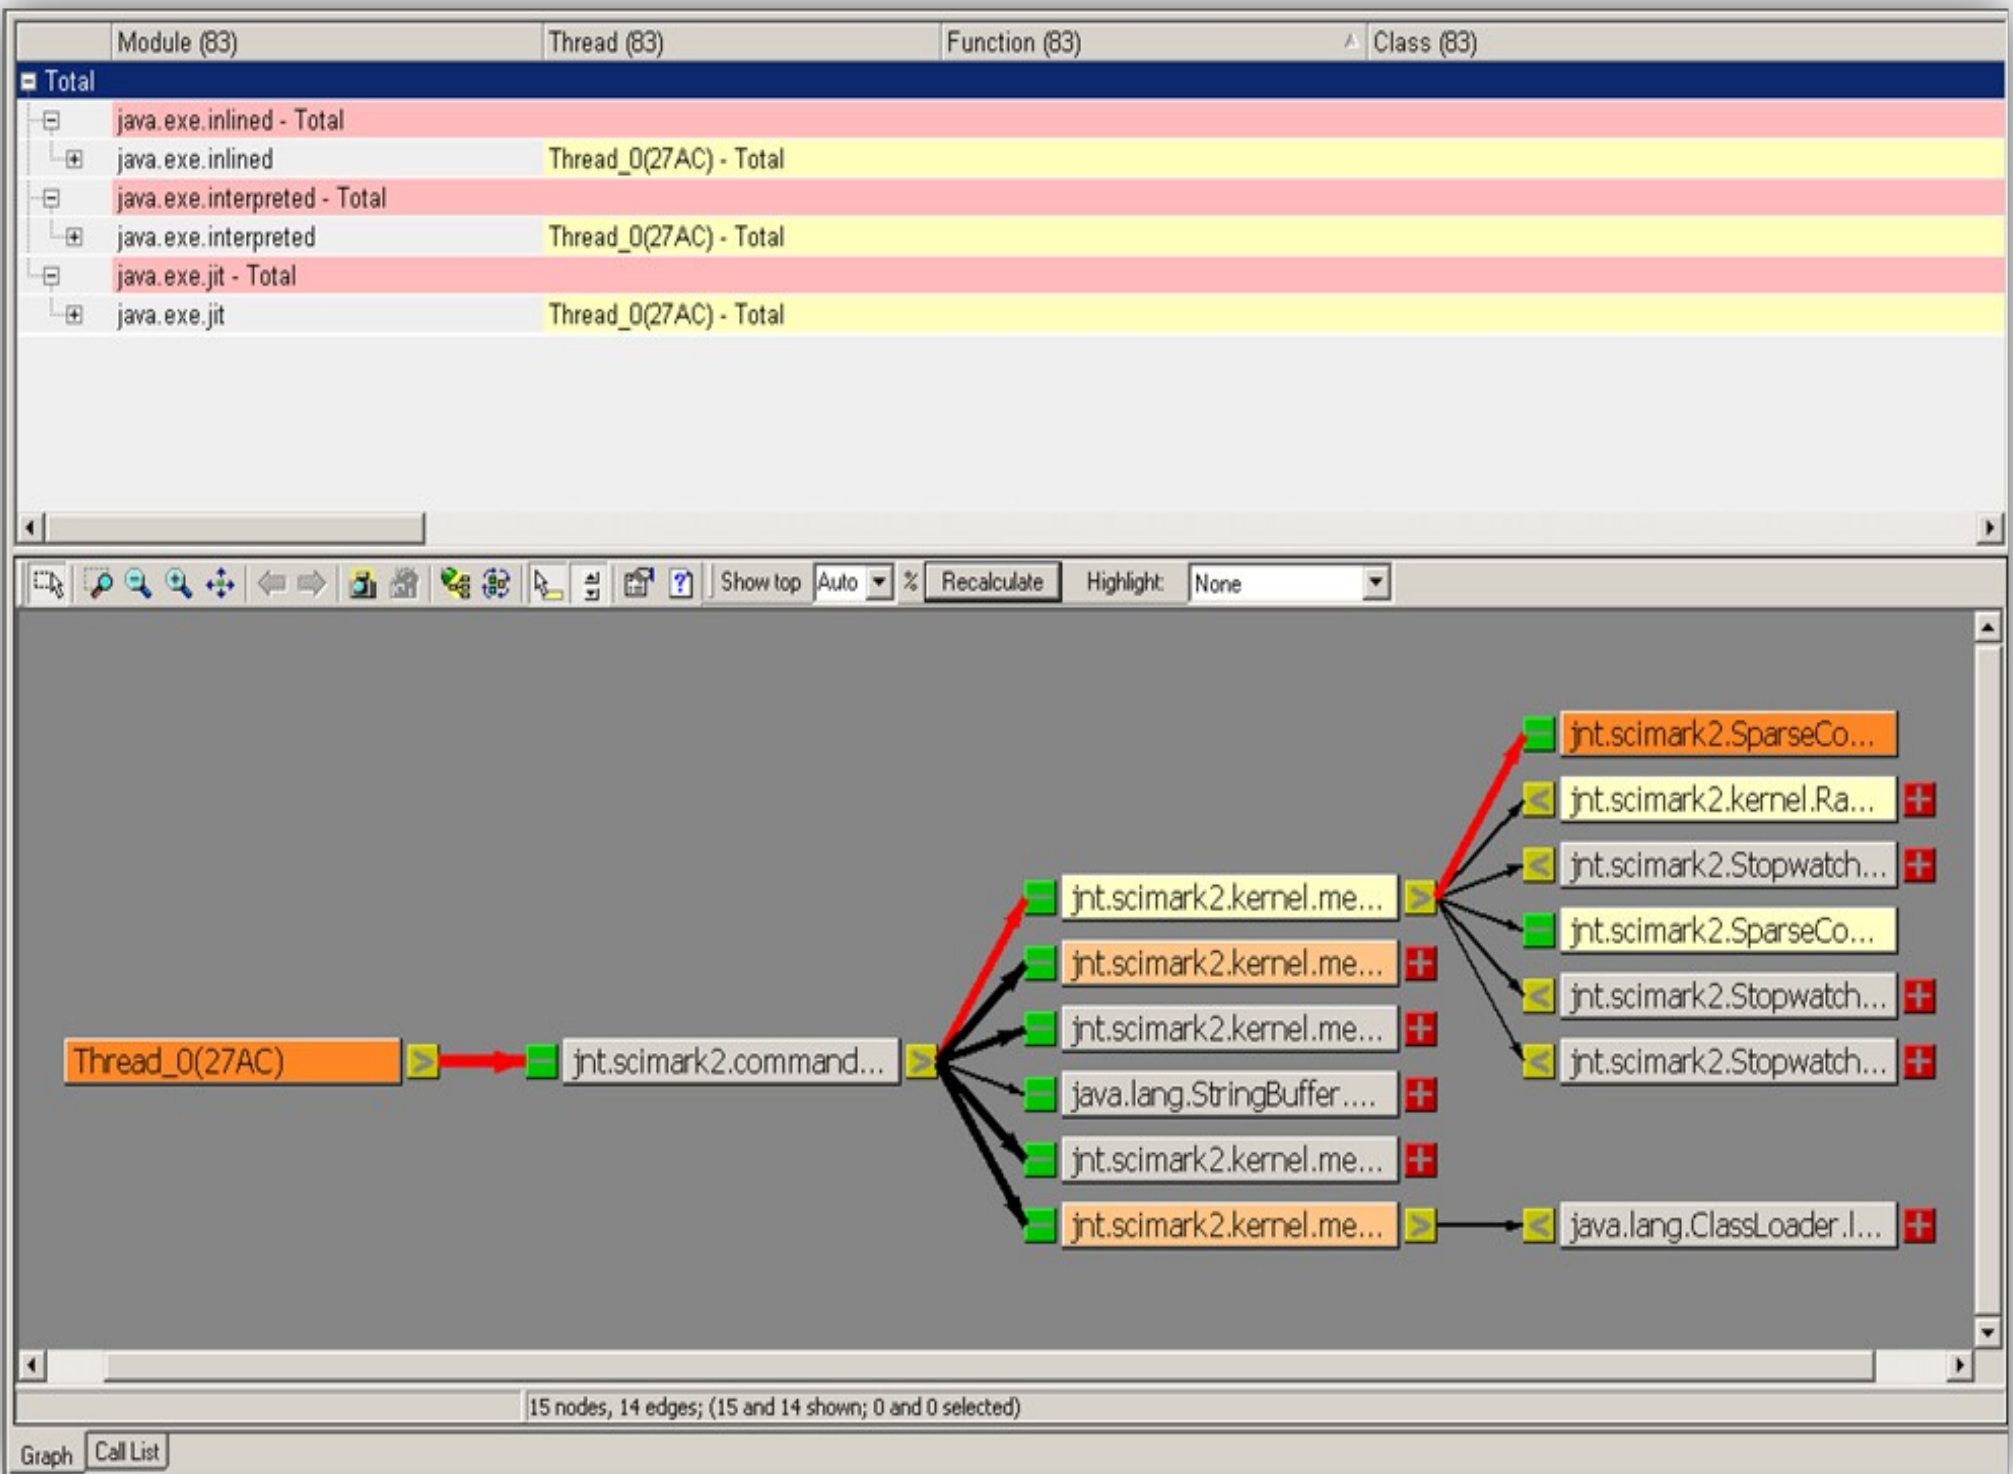 Module (83) Thread (83) Function (83) Class (83)
Total
java.exe.inlined - Total
java.exe.inlined Thread_0(27AC) - Total
java.exe.interpreted - Total
java.exe.interpreted Thread_0(27AC) - Total
java.exe.jit - Total
java.exe.jit Thread_0(27AC) - Total
Show top Auto % Recalculate Highlight: None
jnt.scimark2.SparseCo...
jnt.scimark2.kernel.Ra...
jnt.scimark2.Stopwatch...
jnt.scimark2.kernel.me...
jnt.scimark2.SparseCo...
jnt.scimark2.kernel.me...
jnt.scimark2.Stopwatch...
jnt.scimark2.kernel.me...
Thread_0(27AC) jnt.scimark2.command... jnt.scimark2.Stopwatch...
java.lang.StringBuffer....
jnt.scimark2.kernel.me...
jnt.scimark2.kernel.me... java.lang.ClassLoader.l...
15 nodes, 14 edges; (15 and 14 shown; 0 and 0 selected)
Graph Call List